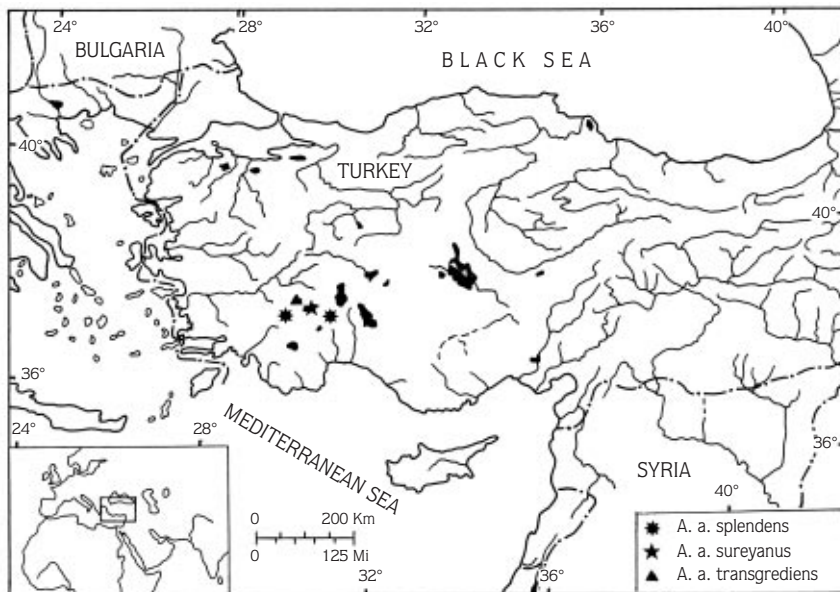 24° 28° 32° 36° 40°
BULGARIA
BLACK SEA
40°
TURKEY
40°
36°
MEDITERRANEAN SEA
24° 28°
36°
SYRIA
40°
0 200 Km
0 125 Mi
32° 36°
A. a. splendens
A. a. sureyanus
A. a. transgrediens